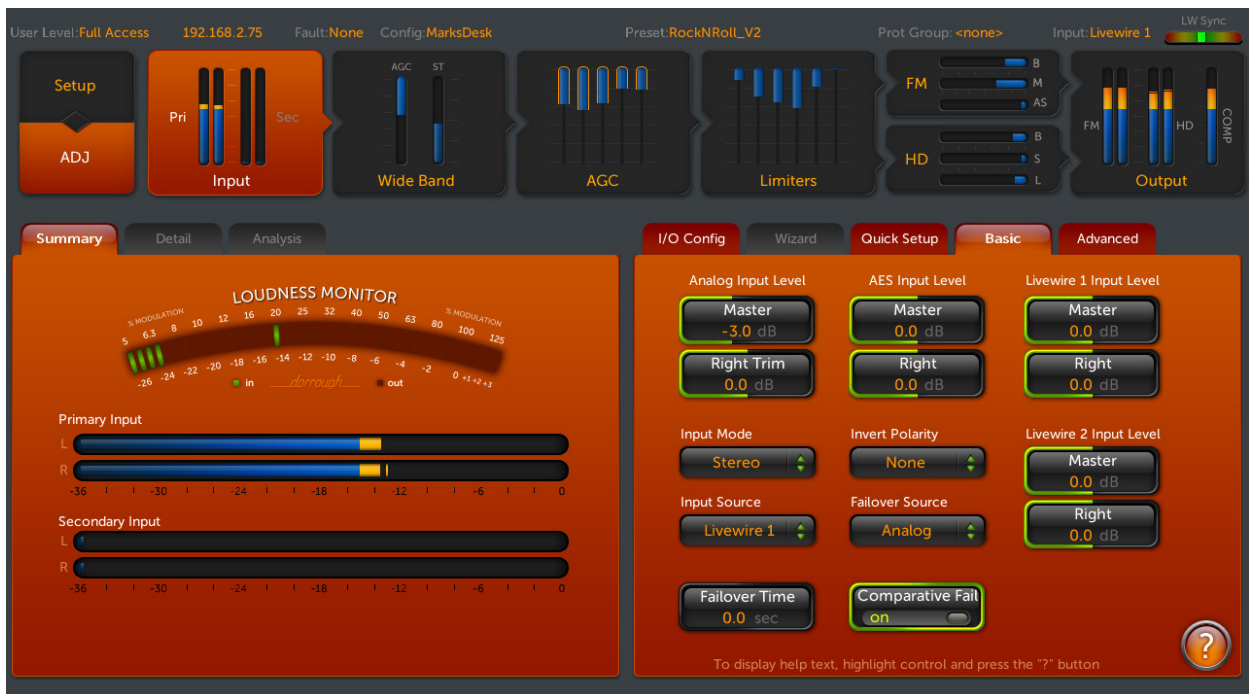 User Level:Full Access 192.168.2.75 Fault:None Config:MarksDesk Preset:RockNRoll_V2 Prot Group: <none> Input:Livewire 1 LW Sync
Setup
ADJ
Pri Sec
Input
AGC ST
Wide Band
AGC
Limiters
FM B
M
AS
HD B
S
L
FM HD COMP
Output
Summary Detail Analysis
LOUDNESS MONITOR
% MODULATION % MODULATION
5 6.3 8 10 12 16 20 25 32 40 50 63 80 100 125
-26 -24 -22 -20 -18 -16 -14 -12 -10 -8 -6 -4 -2 0 +1 +2 +3
in dorrough out
Primary Input
L
R
-36 -30 -24 -18 -12 -6 0
Secondary Input
L
R
-36 -30 -24 -18 -12 -6 0
I/O Config Wizard Quick Setup Basic Advanced
Analog Input Level AES Input Level Livewire 1 Input Level
Master Master Master
-3.0 dB 0.0 dB 0.0 dB
Right Trim Right Right
0.0 dB 0.0 dB 0.0 dB
Input Mode Invert Polarity Livewire 2 Input Level
Stereo None Master
0.0 dB
Input Source Failover Source Right
Livewire 1 Analog 0.0 dB
Failover Time Comparative Fail
0.0 sec on
To display help text, highlight control and press the "?" button
?